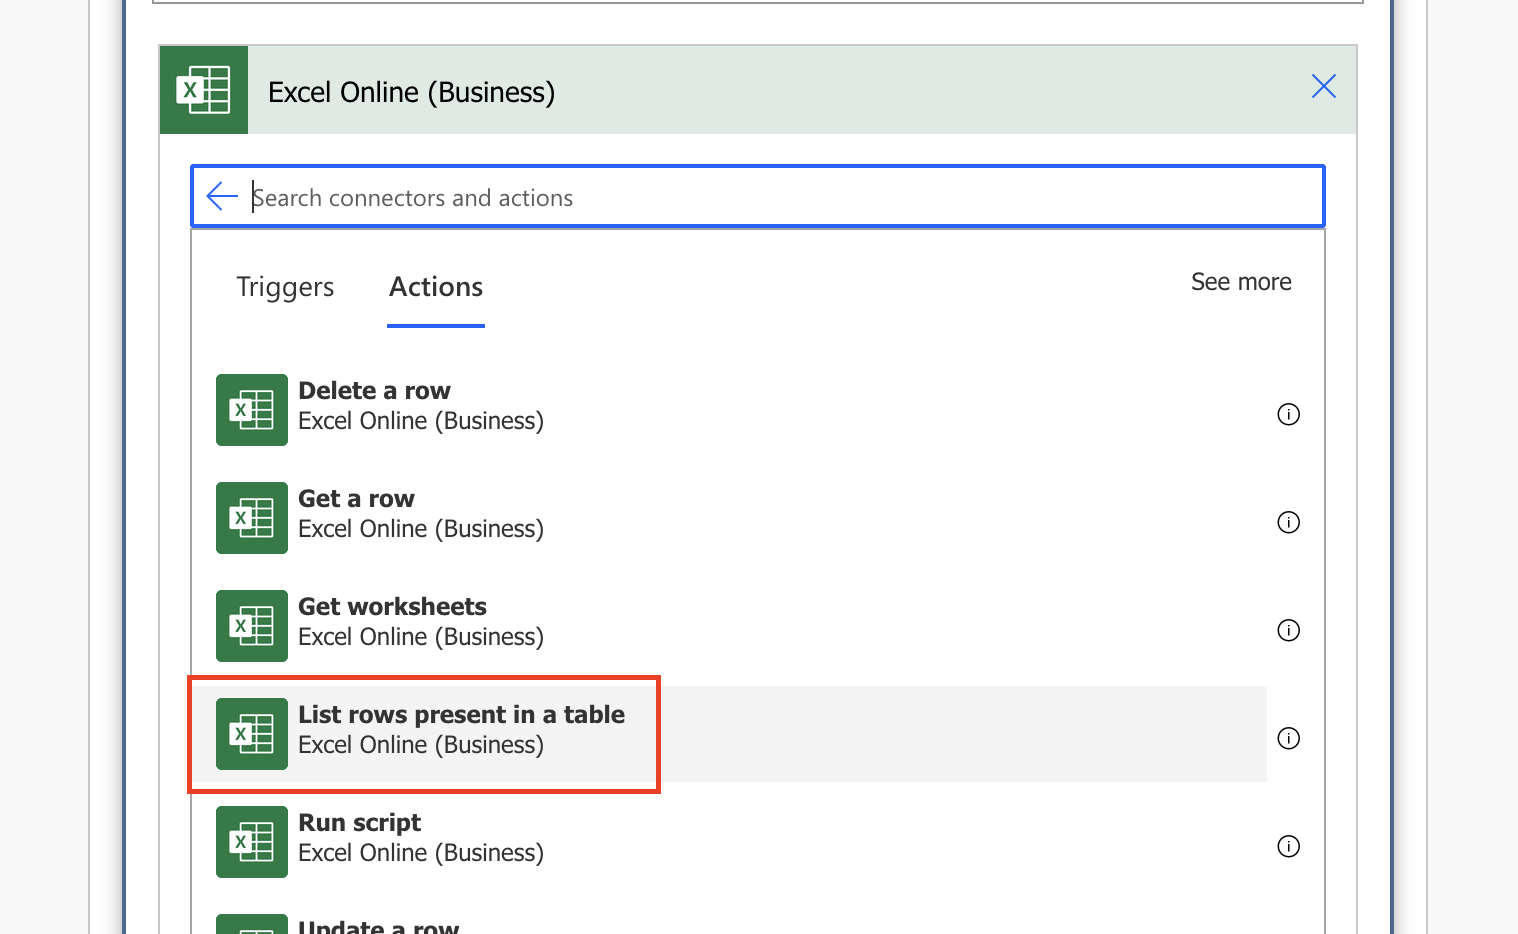 Excel Online (Business)
Search connectors and actions
Triggers
Actions
See more
Delete a row
Excel Online (Business)
Get a row
Excel Online (Business)
Get worksheets
Excel Online (Business)
List rows present in a table
Excel Online (Business)
Run script
Excel Online (Business)
Update a row